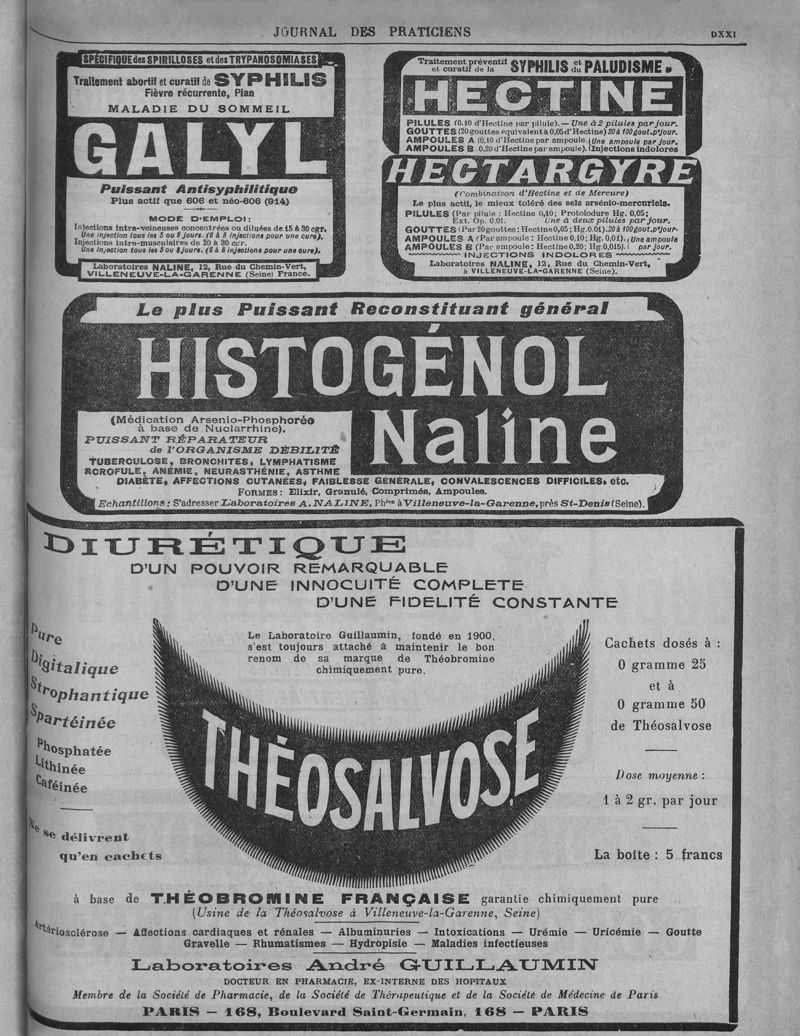 JOURNAL DES PRATICIENS
DXXI
SPÉCIFIQUE des SPIRILLOSES et des TRYPANOSOMIASES
Traitement abortif et curatif de SYPHILIS
Fièvre récurrente, Pian
MALADIE DU SOMMEIL
GALYL
Puissant Antisyphilitique
Plus actif que 606 et néo-606 (914)
MODE D'EMPLOI:
Injections intra-veineuses concentrées ou diluées de 15 à 30 cgr.
Une injection tous les 5 ou 8 jours. (6 à 8 injections pour une cure).
Injections intra-musculaires de 20 à 30 cgr.
Une injection tous les 5 ou 8 jours. (6 à 8 injections pour une cure).
Laboratoires NALINE, 12, Rue du Chemin-Vert,
VILLENEUVE-LA-GARENNE (Seine) France.
Traitement préventif et curatif de la SYPHILIS et du PALUDISME
HECTINE
PILULES (0.10 d'Hectine par pilule).— Une à 2 pilules par jour.
GOUTTES (20 gouttes équivalent à 0,05 d'Hectine) 20 à 100 gout. p'jour.
AMPOULES A (0,10 d'Hectine par ampoule. (Une ampoule par jour.
AMPOULES B (0,20 d'Hectine par ampoule). Injections indolores
HECTARGYRE
(Combinaison d'Hectine et de Mercure)
Le plus actif, le mieux toléré des sels arsénio-mercuriels.
PILULES (Par pilule : Hectine 0,10; Protoiodure Hg. 0,05;
Ext. Op. 0,01. Une à deux pilules par jour.
GOUTTES (Par 20 gouttes: Hectine 0,05; Hg. 0.01). 20 à 100 gout. p'jour.
AMPOULES A (Par ampoule: Hectine 0,10; Hg. 0,01). (Une ampoule
AMPOULES B (Par ampoule : Hectine 0,20; Hg 0,015). par jour.
INJECTIONS INDOLORES
Laboratoires NALINE, 12, Rue du Chemin-Vert,
à VILLENEUVE-LA-GARENNE (Seine).
Le plus Puissant Reconstituant général
HISTOGÉNOL
Naline
(Médication Arsenio-Phosphorée
à base de Nuclarrhine).
PUISSANT RÉPARATEUR
de l'ORGANISME DÉBILITÉ
TUBERCULOSE, BRONCHITES, LYMPHATISME
SCROFULE, ANÉMIE, NEURASTHÉNIE, ASTHME
DIABÈTE, AFFECTIONS CUTANÉES, FAIBLESSE GÉNÉRALE, CONVALESCENCES DIFFICILES, etc.
FORMES: Elixir, Granulé, Comprimés, Ampoules.
Echantillons : S'adresser Laboratoires A. NALINE, Phien à Villeneuve-la-Garenne, près St-Denis (Seine).
DIURÉTIQUE
D'UN POUVOIR REMARQUABLE
D'UNE INNOCUITÉ COMPLETE
D'UNE FIDELITÉ CONSTANTE
Le Laboratoire Guillaumin, fondé en 1900,
s'est toujours attaché à maintenir le bon
renom de sa marque de Théobromine
chimiquement pure.
Pure
Digitalique
Strophantique
Spartéinée
Phosphatée
Lithinée
Caféinée
Ne se délivrent
qu'en cachets
THÉOSALVOSE
Cachets dosés à :
0 gramme 25
et à
0 gramme 50
de Théosalvose
Dose moyenne :
1 à 2 gr. par jour
La boîte : 5 francs
à base de THÉOBROMINE FRANÇAISE garantie chimiquement pure
(Usine de la Théosalvose à Villeneuve-la-Garenne, Seine)
Artériosclérose — Affections cardiaques et rénales — Albuminuries — Intoxications — Urémie — Uricémie — Goutte
Gravelle — Rhumatismes — Hydropisie — Maladies infectieuses
Laboratoires André GUILLAUMIN
DOCTEUR EN PHARMACIE, EX-INTERNE DES HOPITAUX
Membre de la Société de Pharmacie, de la Société de Thérapeutique et de la Société de Médecine de Paris
PARIS — 168, Boulevard Saint-Germain, 168 — PARIS